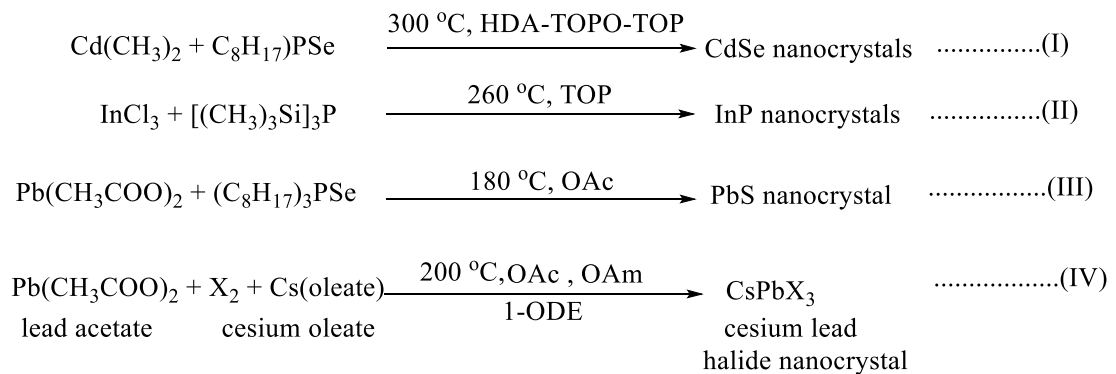 300 °C, HDA-TOPO-TOP
Cd(CH₃)₂ + C₈H₁₇)PSe CdSe nanocrystals ...............(I)
260 °C, TOP
InCl₃ + [(CH₃)₃Si]₃P InP nanocrystals ................(II)
180 °C, OAc
Pb(CH₃COO)₂ + (C₈H₁₇)₃PSe PbS nanocrystal .................(III)
200 °C,OAc , OAm
Pb(CH₃COO)₂ + X₂ + Cs(oleate) CsPbX₃ ..................(IV)
1-ODE
lead acetate cesium oleate cesium lead
halide nanocrystal